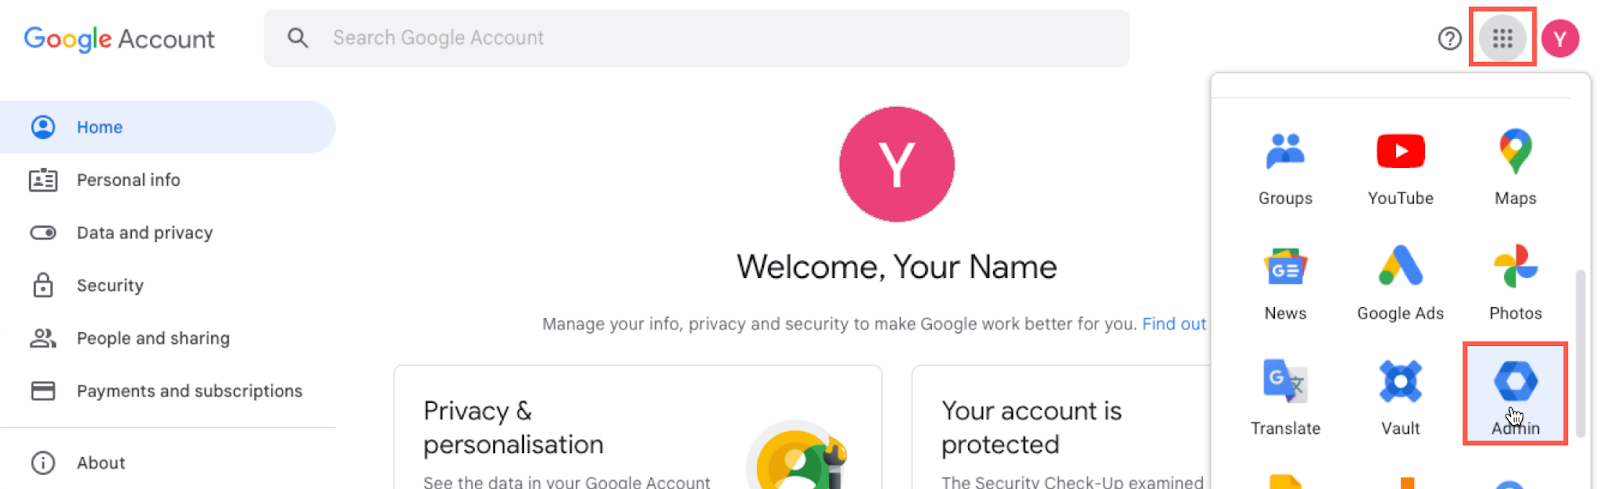 Google Account
Search Google Account
Y
Home
Personal info
Data and privacy
Security
People and sharing
Payments and subscriptions
About
Y
Welcome, Your Name
Manage your info, privacy and security to make Google work better for you. Find out
Privacy &
personalisation
See the data in your Google Account
Your account is
protected
The Security Check-Up examined
Groups
YouTube
Maps
News
Google Ads
Photos
Translate
Vault
Admin